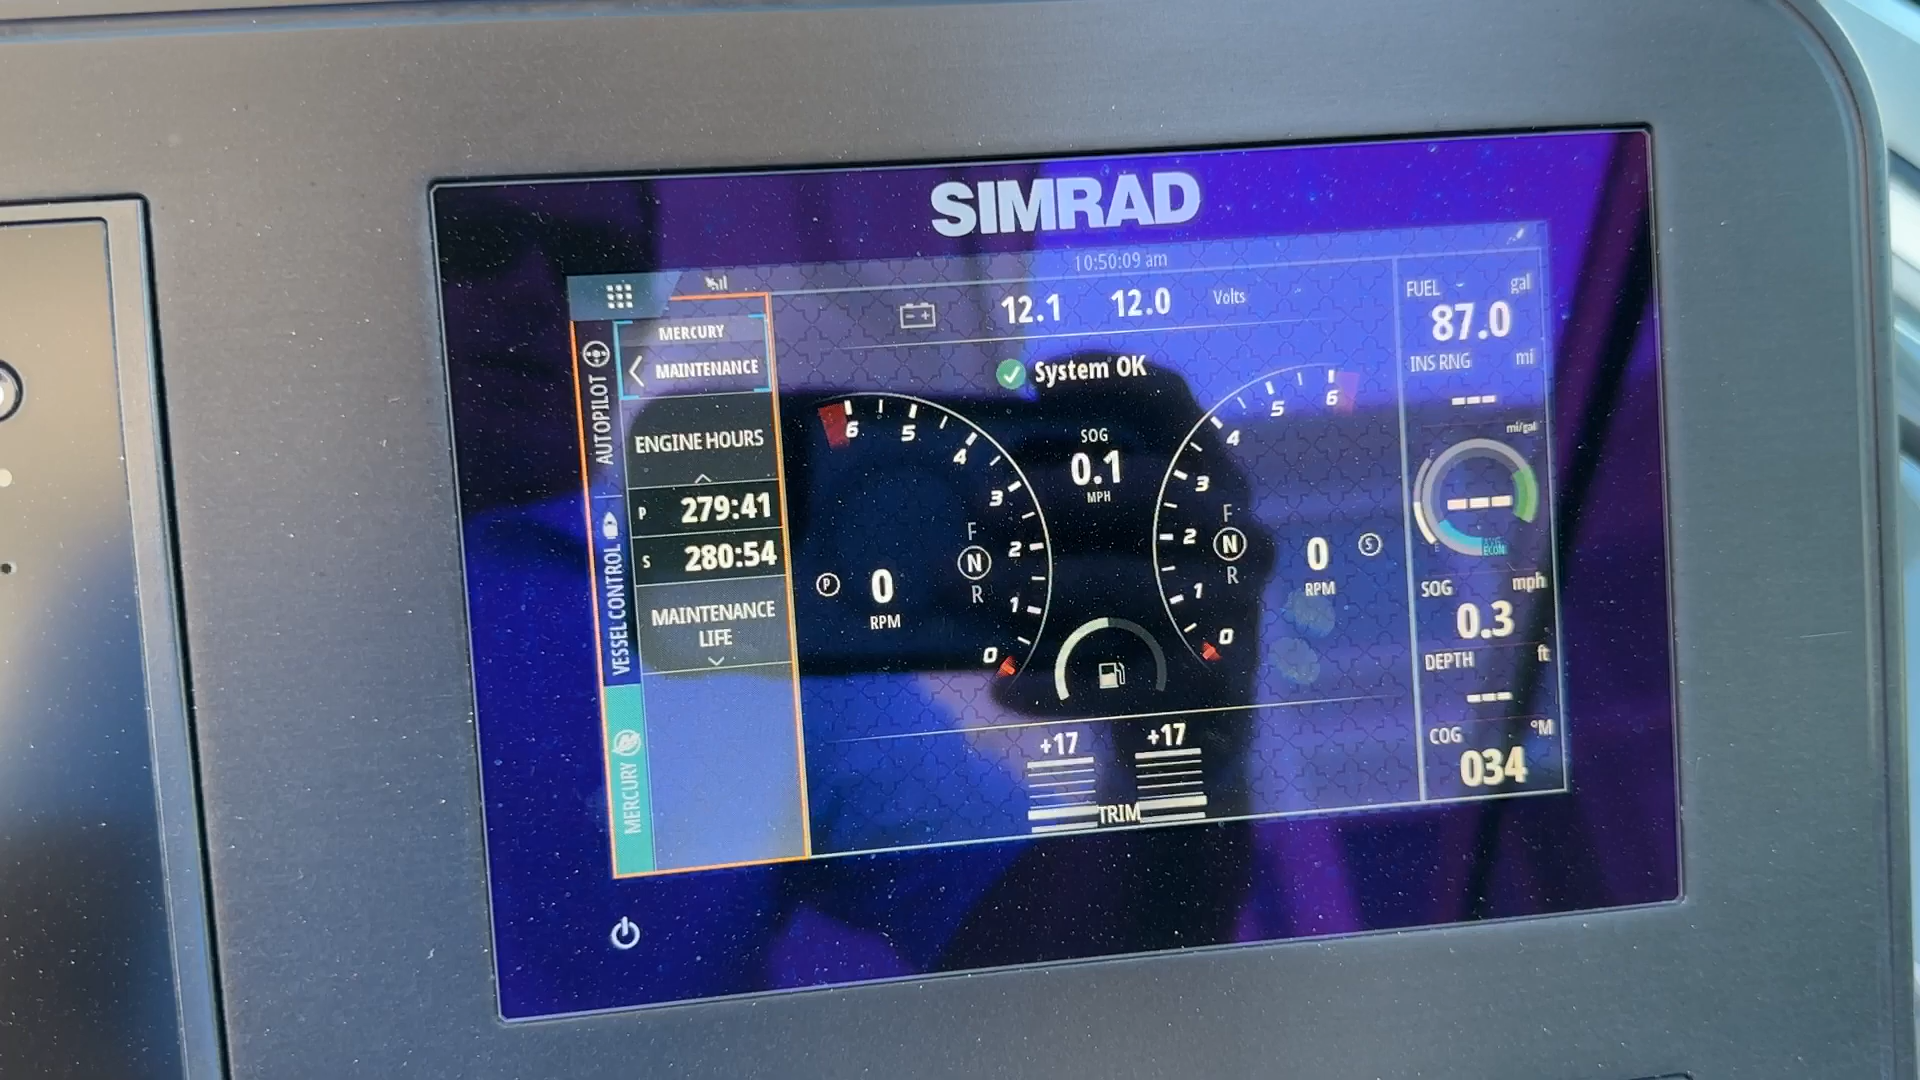 SIMRAD
10:50:09 am
12.1 12.0 Volts
System OK
MERCURY
MAINTENANCE
ENGINE HOURS
P 279:41
S 280:54
MAINTENANCE
LIFE
AUTOPILOT
VESSEL CONTROL
MERCURY
6 5 4 3 2 1 0
F
N
R
P 0
RPM
SOG
0.1
MPH
6 5 4 3 2 1 0
F
N
R
0 S
RPM
+17 +17
TRIM
FUEL gal
87.0
INS RNG mi
---
mi/gal
F
---
E
AVG
ECON
SOG mph
0.3
DEPTH ft
---
COG °M
034